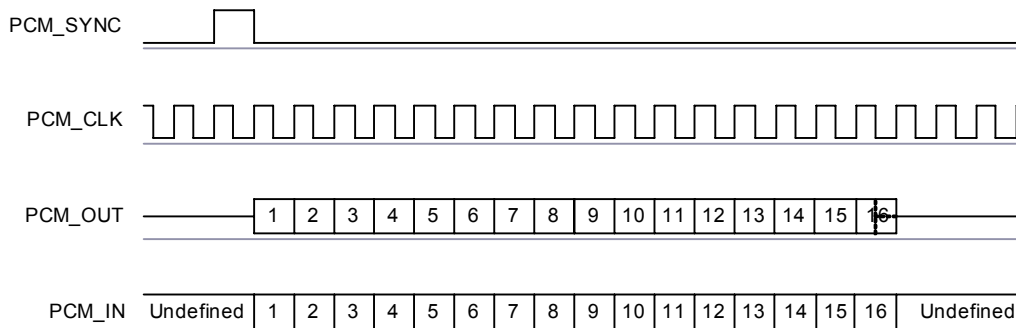 PCM_SYNC
PCM_CLK
PCM_OUT 1 2 3 4 5 6 7 8 9 10 11 12 13 14 15 16
PCM_IN Undefined 1 2 3 4 5 6 7 8 9 10 11 12 13 14 15 16 Undefined